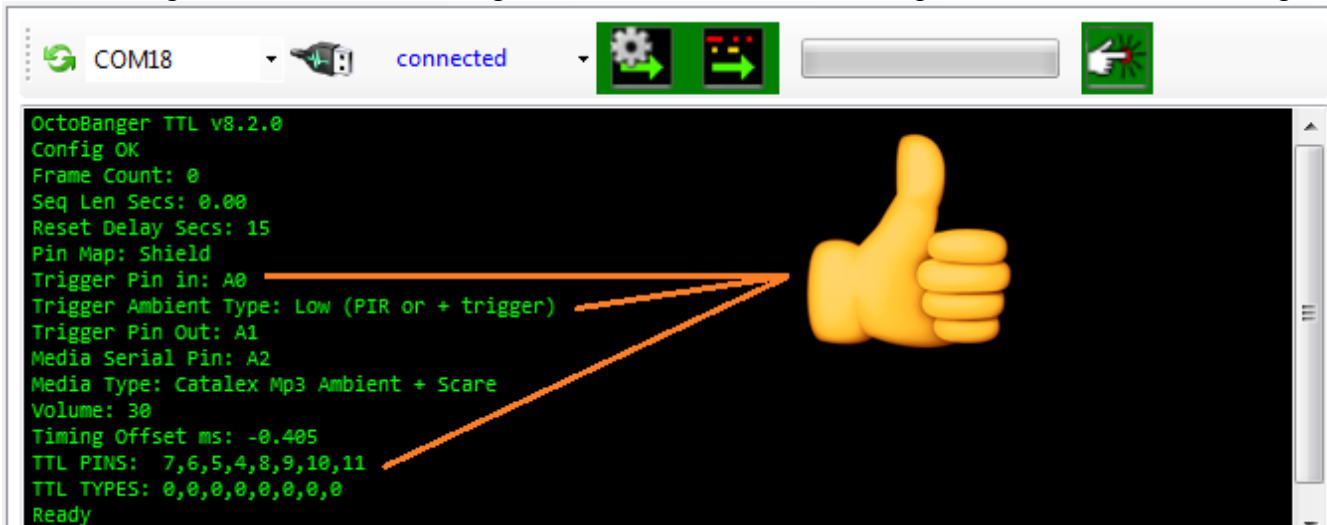 COM18
connected
OctoBanger TTL v8.2.0
Config OK
Frame Count: 0
Seq Len Secs: 0.00
Reset Delay Secs: 15
Pin Map: Shield
Trigger Pin in: A0
Trigger Ambient Type: Low (PIR or + trigger)
Trigger Pin Out: A1
Media Serial Pin: A2
Media Type: Catalex Mp3 Ambient + Scare
Volume: 30
Timing Offset ms: -0.405
TTL PINS:  7,6,5,4,8,9,10,11
TTL TYPES: 0,0,0,0,0,0,0,0
Ready